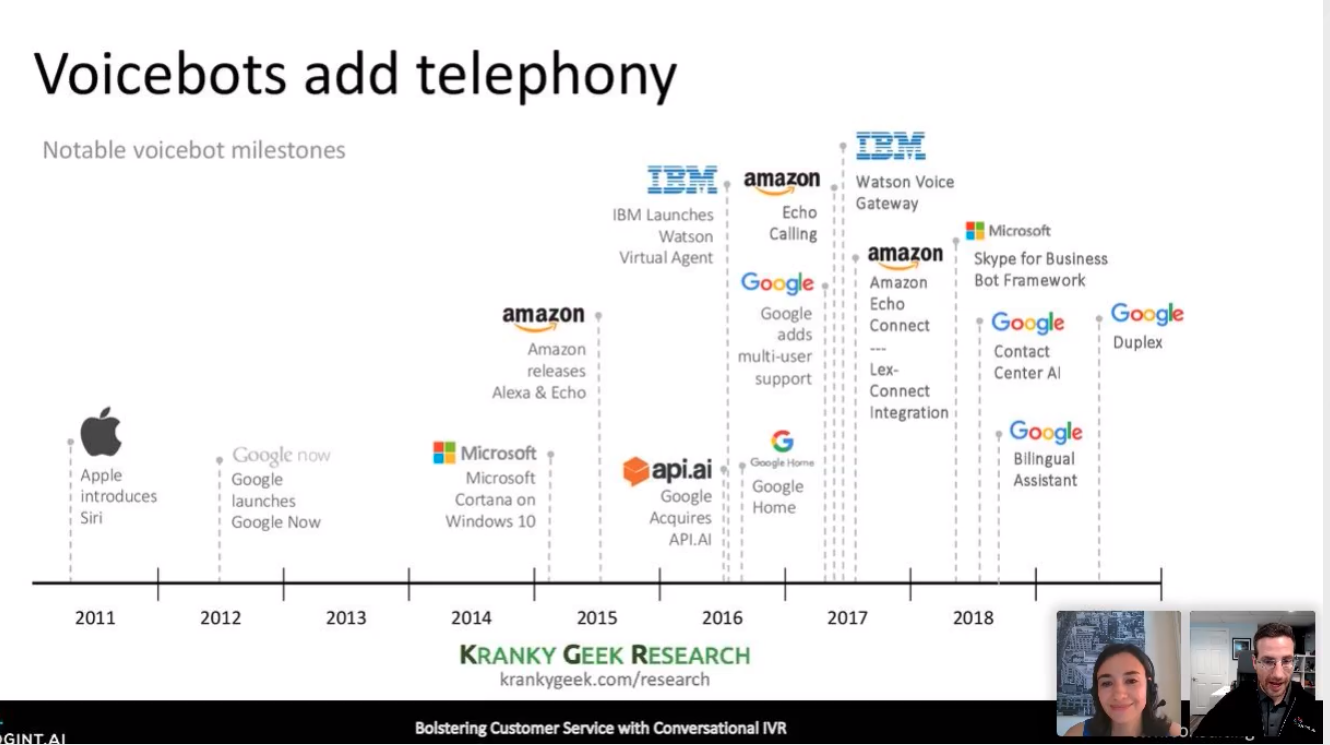 Voicebots add telephony
Notable voicebot milestones
Apple
introduces
Siri
Google now
Google
launches
Google Now
Microsoft
Microsoft
Cortana on
Windows 10
amazon
Amazon
releases
Alexa & Echo
api.ai
Google
Acquires
API.AI
IBM
IBM Launches
Watson
Virtual Agent
Google Home
Google
Home
Google
Google
adds
multi-user
support
amazon
Echo
Calling
IBM
Watson Voice
Gateway
amazon
Amazon
Echo
Connect
---
Lex-
Connect
Integration
Microsoft
Skype for Business
Bot Framework
Google
Contact
Center AI
Google
Bilingual
Assistant
Google
Duplex
2011 2012 2013 2014 2015 2016 2017 2018
KRANKY GEEK RESEARCH
krankygeek.com/research
Bolstering Customer Service with Conversational IVR
GINT.AI